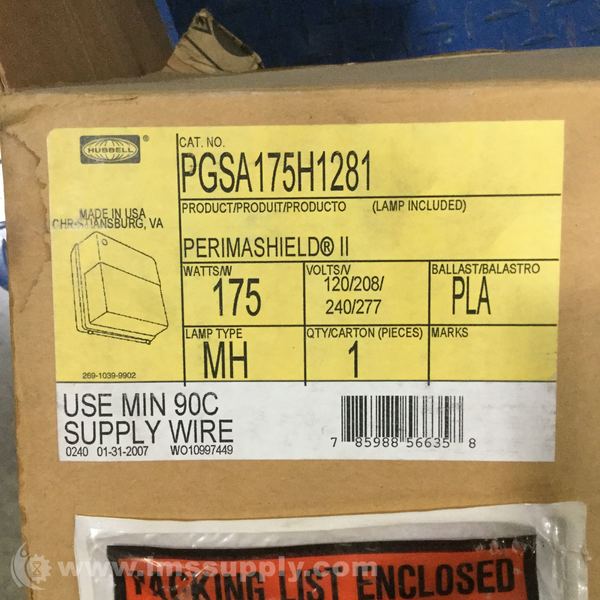 HUBBELL
®
CAT. NO.
PGSA175H1281
PRODUCT/PRODUIT/PRODUCTO (LAMP INCLUDED)
MADE IN USA
CHRISTIANSBURG, VA
PERIMASHIELD® II
WATTS/W
VOLTS/V
BALLAST/BALASTRO
175
120/208/
240/277
PLA
LAMP TYPE
QTY/CARTON (PIECES)
MARKS
MH
1
269-1039-9902
USE MIN 90C
SUPPLY WIRE
0240 01-31-2007 WO10997449
7 85988 56635 8
PACKING LIST ENCLOSED
www.imssupply.com